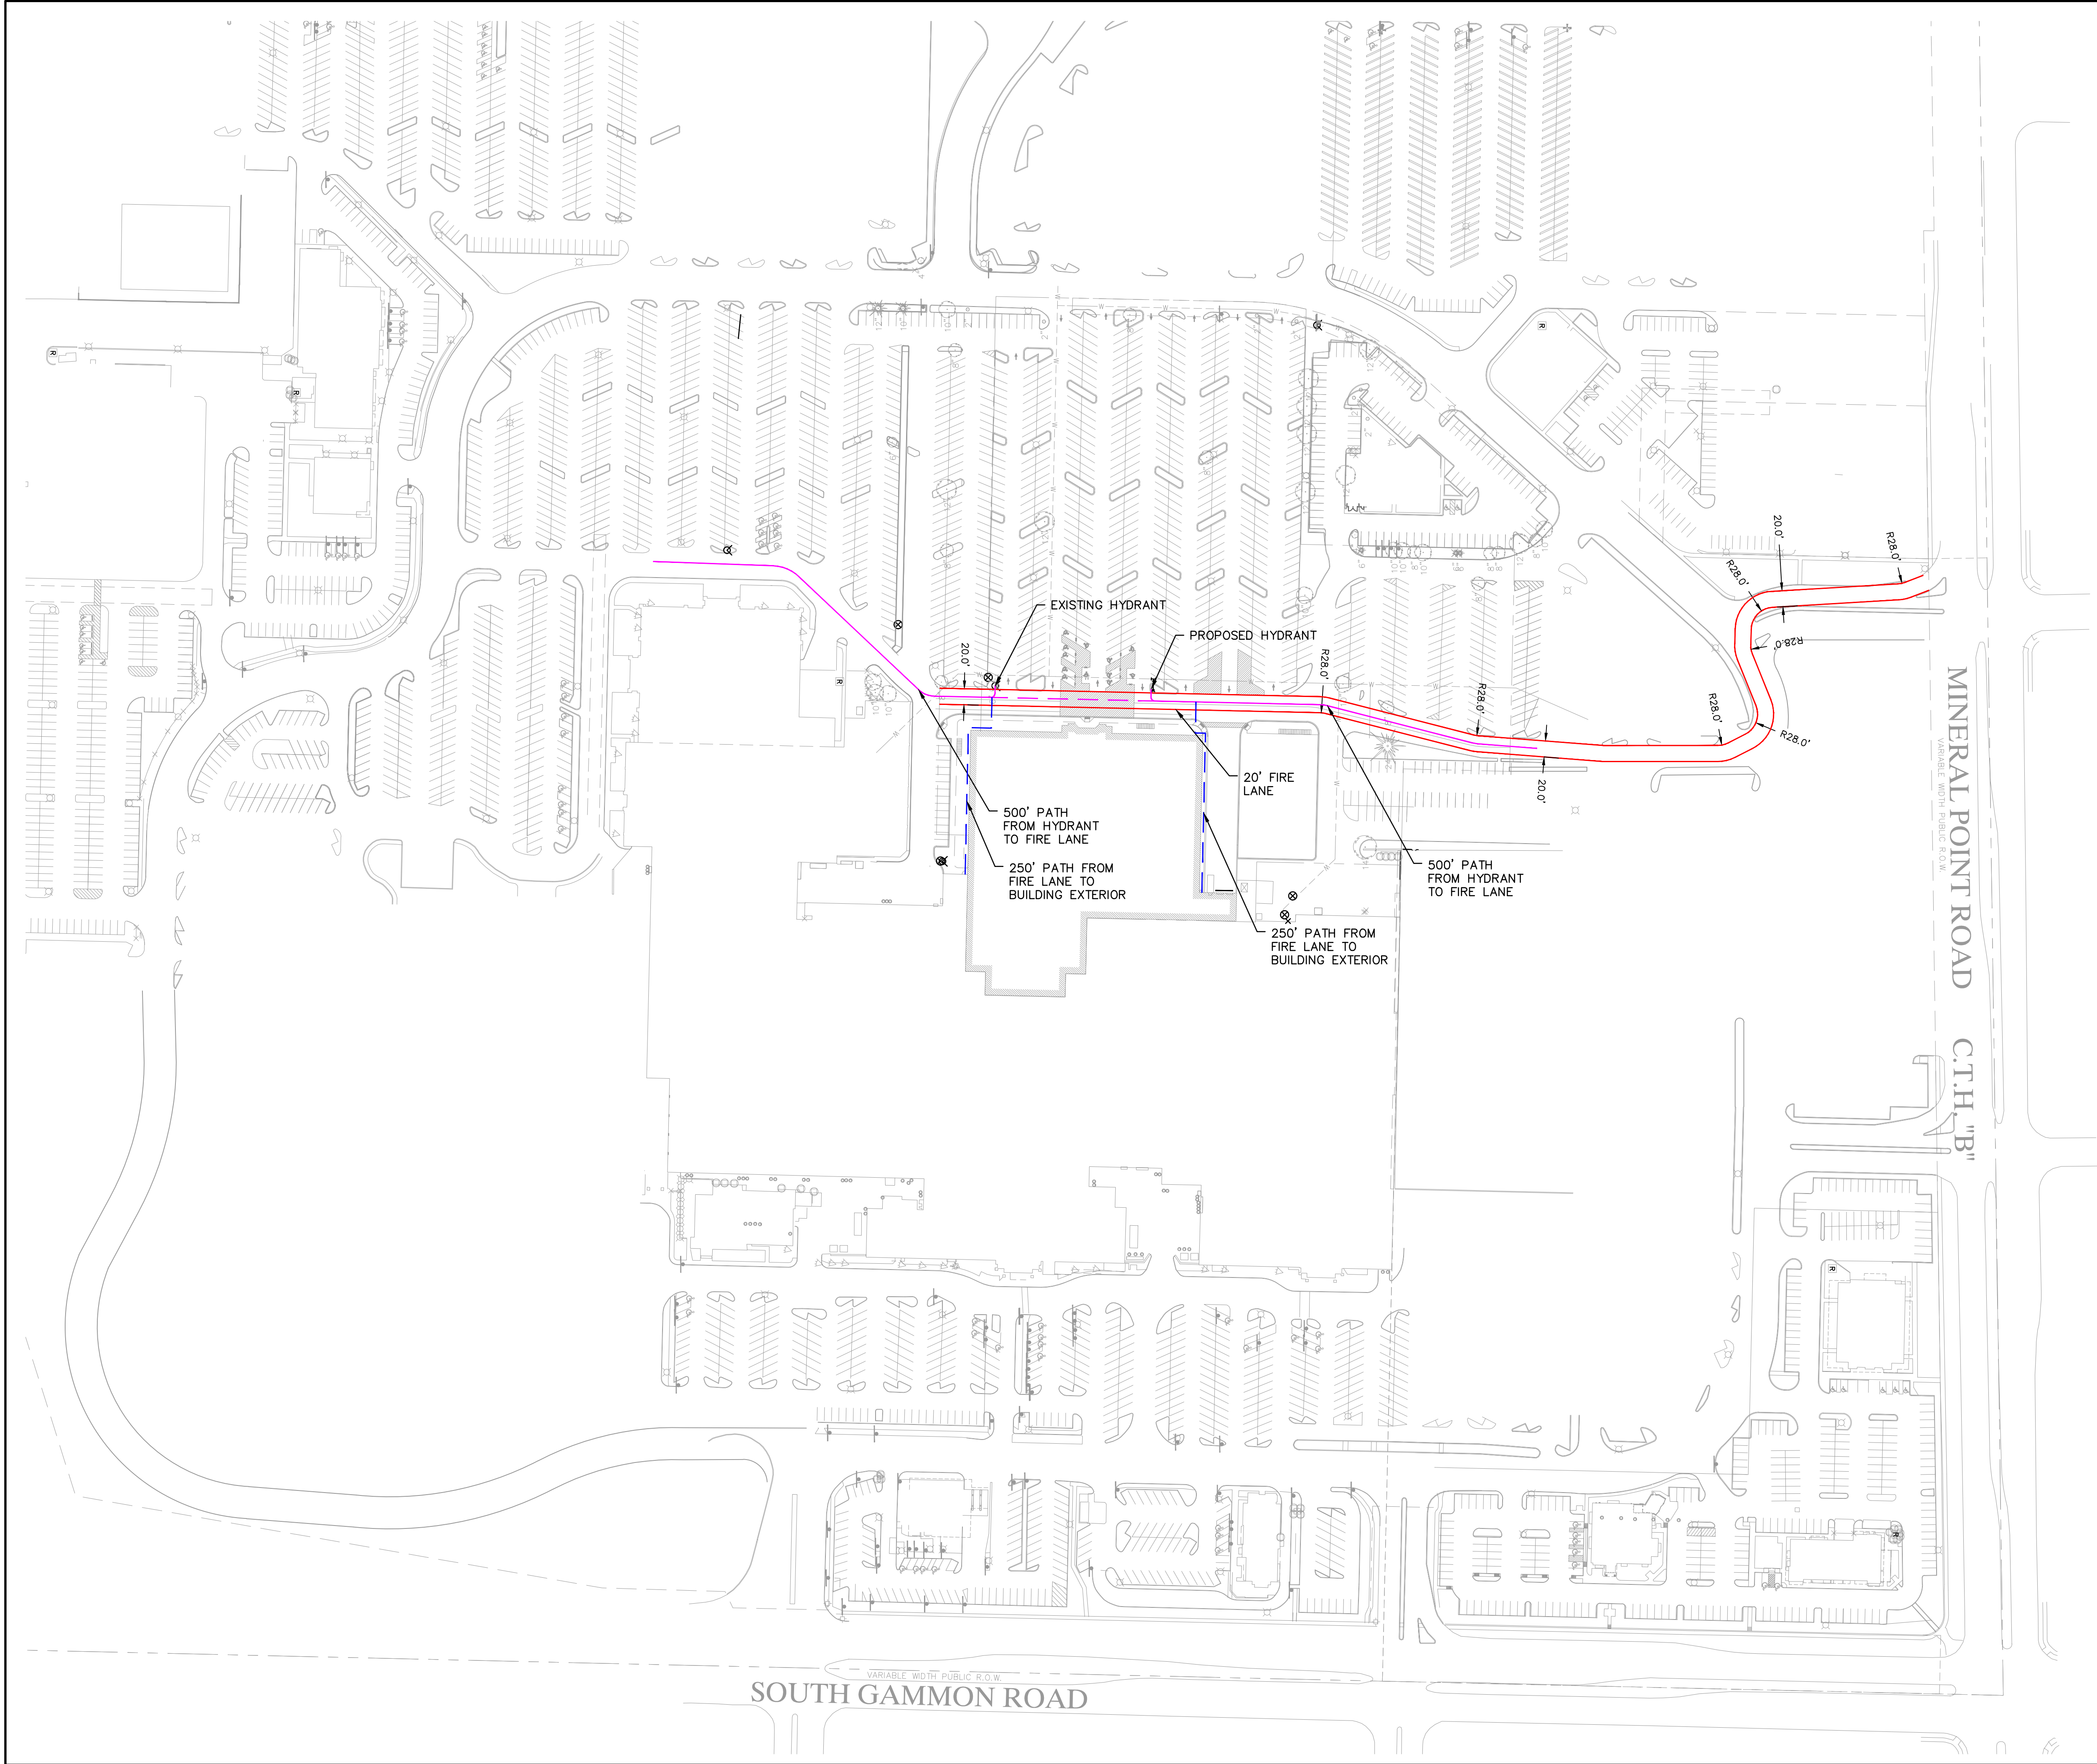 20.0'
R28.0'
R28.0'
R28.0'
EXISTING HYDRANT
PROPOSED HYDRANT
20.0'
R28.0'
R28.0'
R28.0'
R28.0'
20.0'
20' FIRE
LANE
500' PATH
FROM HYDRANT
TO FIRE LANE
250' PATH FROM
FIRE LANE TO
BUILDING EXTERIOR
500' PATH
FROM HYDRANT
TO FIRE LANE
250' PATH FROM
FIRE LANE TO
BUILDING EXTERIOR
MINERAL POINT ROAD C.T.H. "B"
VARIABLE WIDTH PUBLIC R.O.W.
VARIABLE WIDTH PUBLIC R.O.W.
SOUTH GAMMON ROAD